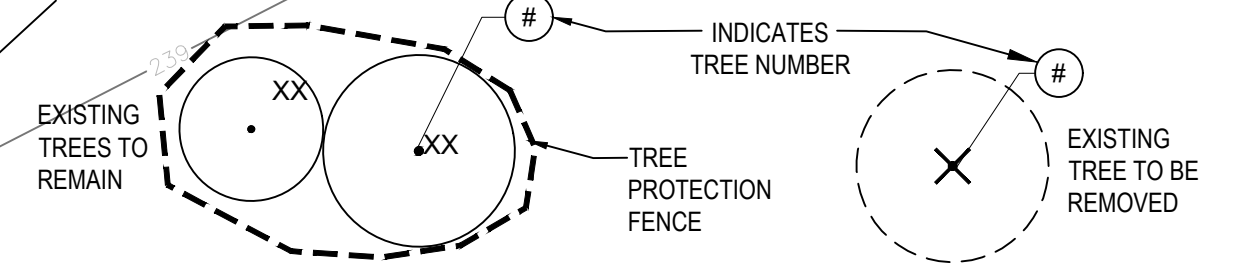 #
INDICATES
TREE NUMBER
#
239
XX
XX
EXISTING
TREES TO
REMAIN
TREE
PROTECTION
FENCE
EXISTING
TREE TO BE
REMOVED